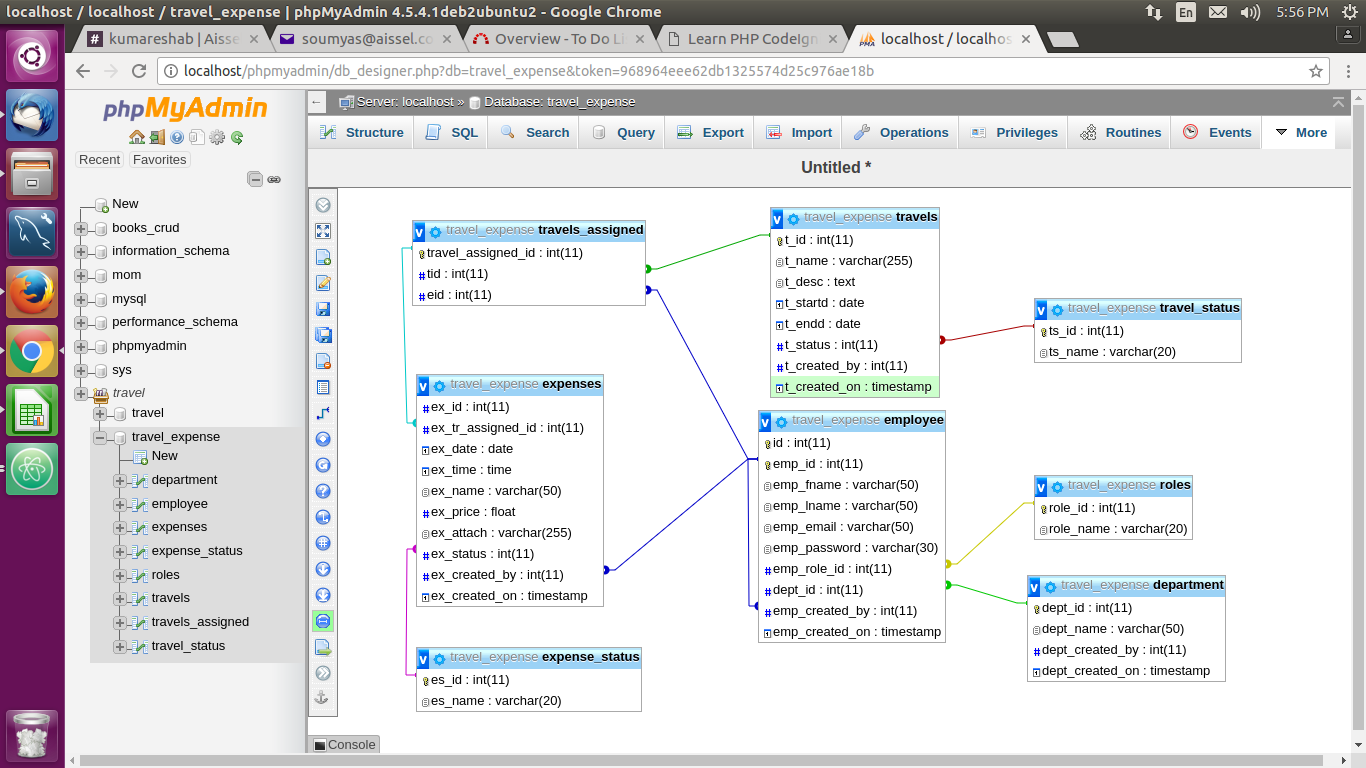 localhost / localhost / travel_expense | phpMyAdmin 4.5.4.1deb2ubuntu2 - Google Chrome
En
5:56 PM
kumareshab | Aisse
soumyas@aissel.co
Overview - To Do Li
Learn PHP CodeIgn
localhost / localhos
localhost/phpmyadmin/db_designer.php?db=travel_expense&token=968964eee62db1325574d25c976ae18b
phpMyAdmin
Recent
Favorites
New
books_crud
information_schema
mom
mysql
performance_schema
phpmyadmin
sys
travel
travel
travel_expense
New
department
employee
expenses
expense_status
roles
travels
travels_assigned
travel_status
Server: localhost » Database: travel_expense
Structure
SQL
Search
Query
Export
Import
Operations
Privileges
Routines
Events
More
Untitled *
v travel_expense travels_assigned
travel_assigned_id : int(11)
tid : int(11)
eid : int(11)
v travel_expense travels
t_id : int(11)
t_name : varchar(255)
t_desc : text
t_startd : date
t_endd : date
t_status : int(11)
t_created_by : int(11)
t_created_on : timestamp
v travel_expense travel_status
ts_id : int(11)
ts_name : varchar(20)
v travel_expense expenses
ex_id : int(11)
ex_tr_assigned_id : int(11)
ex_date : date
ex_time : time
ex_name : varchar(50)
ex_price : float
ex_attach : varchar(255)
ex_status : int(11)
ex_created_by : int(11)
ex_created_on : timestamp
v travel_expense employee
id : int(11)
emp_id : int(11)
emp_fname : varchar(50)
emp_lname : varchar(50)
emp_email : varchar(50)
emp_password : varchar(30)
emp_role_id : int(11)
dept_id : int(11)
emp_created_by : int(11)
emp_created_on : timestamp
v travel_expense roles
role_id : int(11)
role_name : varchar(20)
v travel_expense department
dept_id : int(11)
dept_name : varchar(50)
dept_created_by : int(11)
dept_created_on : timestamp
v travel_expense expense_status
es_id : int(11)
es_name : varchar(20)
Console